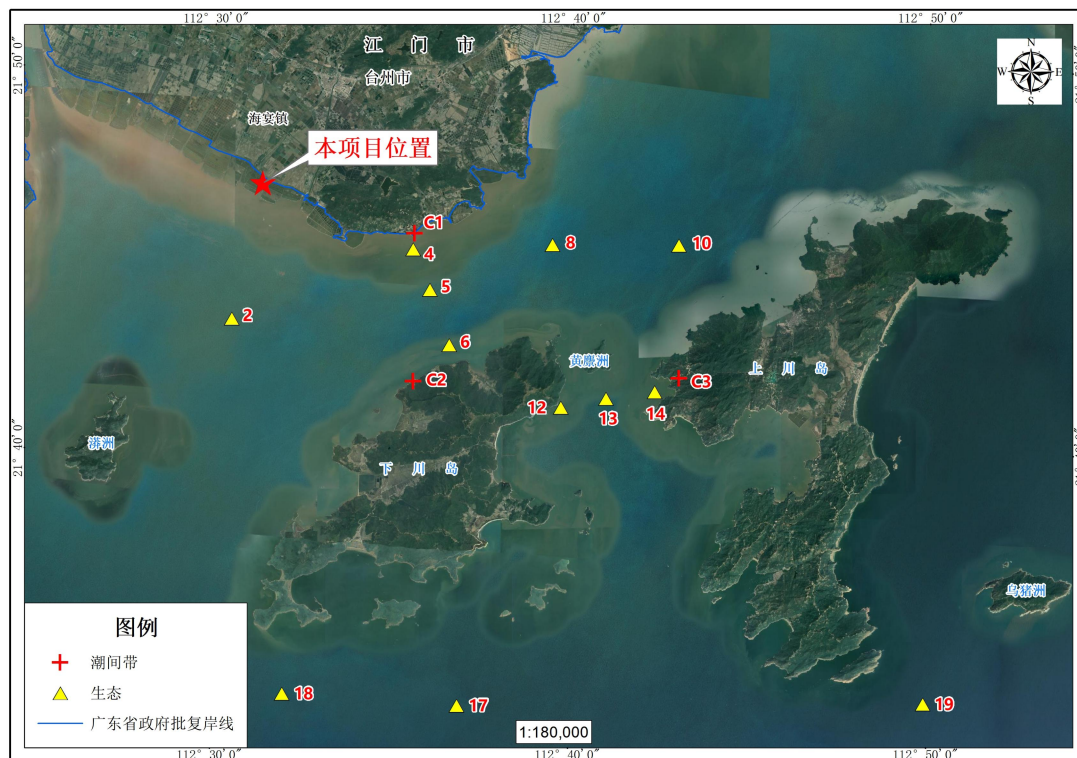 112° 30'0"
112° 40'0"
112° 50'0"
21° 50'0"
江 门 市
台州市
N
W E
S
海宴镇
本项目位置
C1
4
8
10
5
2
6
黄麖洲
上 川 岛
C2
C3
12
13
14
21° 40'0"
漭洲
下 川 岛
乌猪洲
图例
潮间带
生态
广东省政府批复岸线
18
17
19
1:180,000
112° 30'0"
112° 40'0"
112° 50'0"